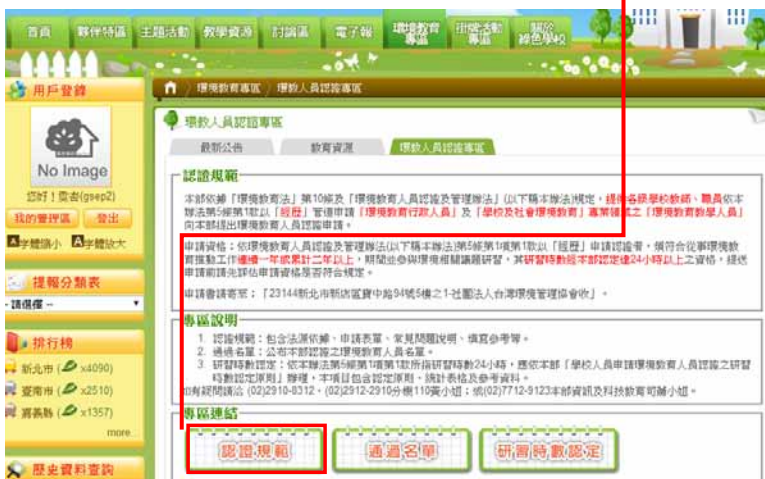 首頁 夥伴特區 主題活動 教學資源 討論區 電子報 環境教育專區 掛牌活動專區 關於綠色學校
用戶登錄
No Image
您好！雲者(gsep2)
我的管理區 登出
A字體縮小 A字體放大
提報分類表
- 請選擇 --
排行榜
新北市 ( x4090)
臺南市 ( x2510)
嘉義縣 ( x1357)
more
歷史資料查詢
環境教育專區 環教人員認證專區
環教人員認證專區
最新公告 教育資源 環教人員認證專區
認證規範
本部依據「環境教育法」第10條及「環境教育人員認證及管理辦法」(以下稱本辦法)規定，提供各級學校教師、職員依本
辦法第5條第1款以「經歷」管道申請「環境教育行政人員」及「學校及社會環境教育」專業領域之「環境教育教學人員」
向本部提出環境教育人員認證申請。
申請資格：依環境教育人員認證及管理辦法(以下稱本辦法)第5條第1項第1款以「經歷」申請認證者，須符合從事環境教
育推動工作連續一年或累計二年以上，期間並參與環境相關議題研習，其研習時數經本部認定達24小時以上之資格，提送
申請前請先評估申請資格是否符合規定。
申請書請寄至：「23144新北市新店區寶中路94號5樓之1-社團法人台灣環境管理協會收」。
專區說明
1. 認證規範：包含法源依據、申請表單、常見問題說明、填寫參考等。
2. 通過名單：公布本部認證之環境教育人員名單。
3. 研習時數認定：依本辦法第5條第1項第1款所指研習時數24小時，應依本部「學校人員申請環境教育人員認證之研習
時數認定原則」辦理，本項目包含認定原則、統計表格及參考資料。
如有疑問請洽 (02)2910-8312、(02)2912-2910分機110黃小姐；或(02)7712-9123本部資訊及科技教育司蕭小姐。
專區連結
認證規範 通過名單 研習時數認定